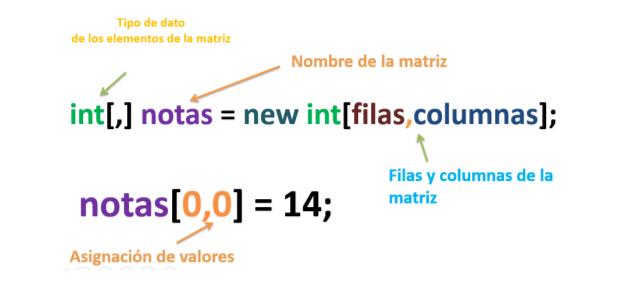 Tipo de dato
de los elementos de la matriz
Nombre de la matriz
int[,] notas = new int[filas,columnas];
Filas y columnas de la
matriz
notas[0,0] = 14;
Asignación de valores